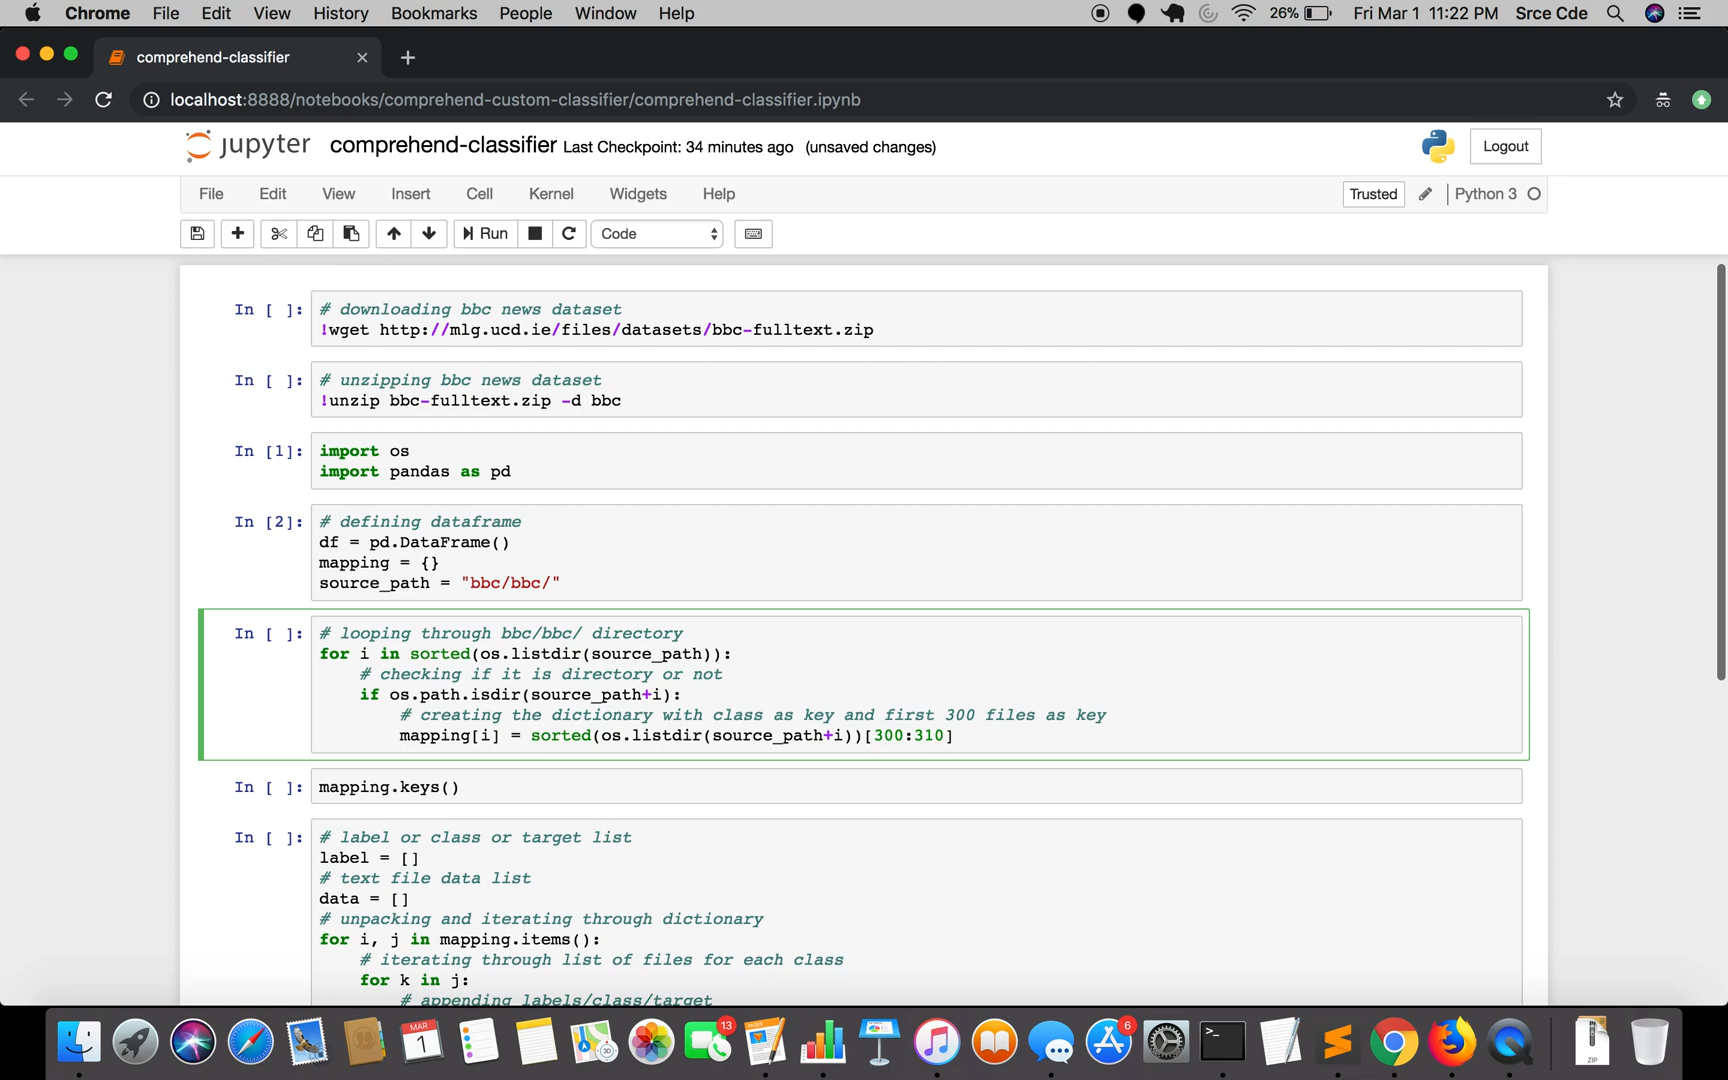 Chrome File Edit View History Bookmarks People Window Help 26% Fri Mar 1 11:22 PM Srce Cde
comprehend-classifier
localhost:8888/notebooks/comprehend-custom-classifier/comprehend-classifier.ipynb
jupyter comprehend-classifier Last Checkpoint: 34 minutes ago (unsaved changes) Logout
File Edit View Insert Cell Kernel Widgets Help Trusted Python 3
Run Code
In [ ]: # downloading bbc news dataset
!wget http://mlg.ucd.ie/files/datasets/bbc-fulltext.zip
In [ ]: # unzipping bbc news dataset
!unzip bbc-fulltext.zip -d bbc
In [1]: import os
import pandas as pd
In [2]: # defining dataframe
df = pd.DataFrame()
mapping = {}
source_path = "bbc/bbc/"
In [ ]: # looping through bbc/bbc/ directory
for i in sorted(os.listdir(source_path)):
# checking if it is directory or not
if os.path.isdir(source_path+i):
# creating the dictionary with class as key and first 300 files as key
mapping[i] = sorted(os.listdir(source_path+i))[300:310]
In [ ]: mapping.keys()
In [ ]: # label or class or target list
label = []
# text file data list
data = []
# unpacking and iterating through dictionary
for i, j in mapping.items():
# iterating through list of files for each class
for k in j:
# appending labels/class/target
MAR
1
13
PAGES
3D
6
>_
ZIP